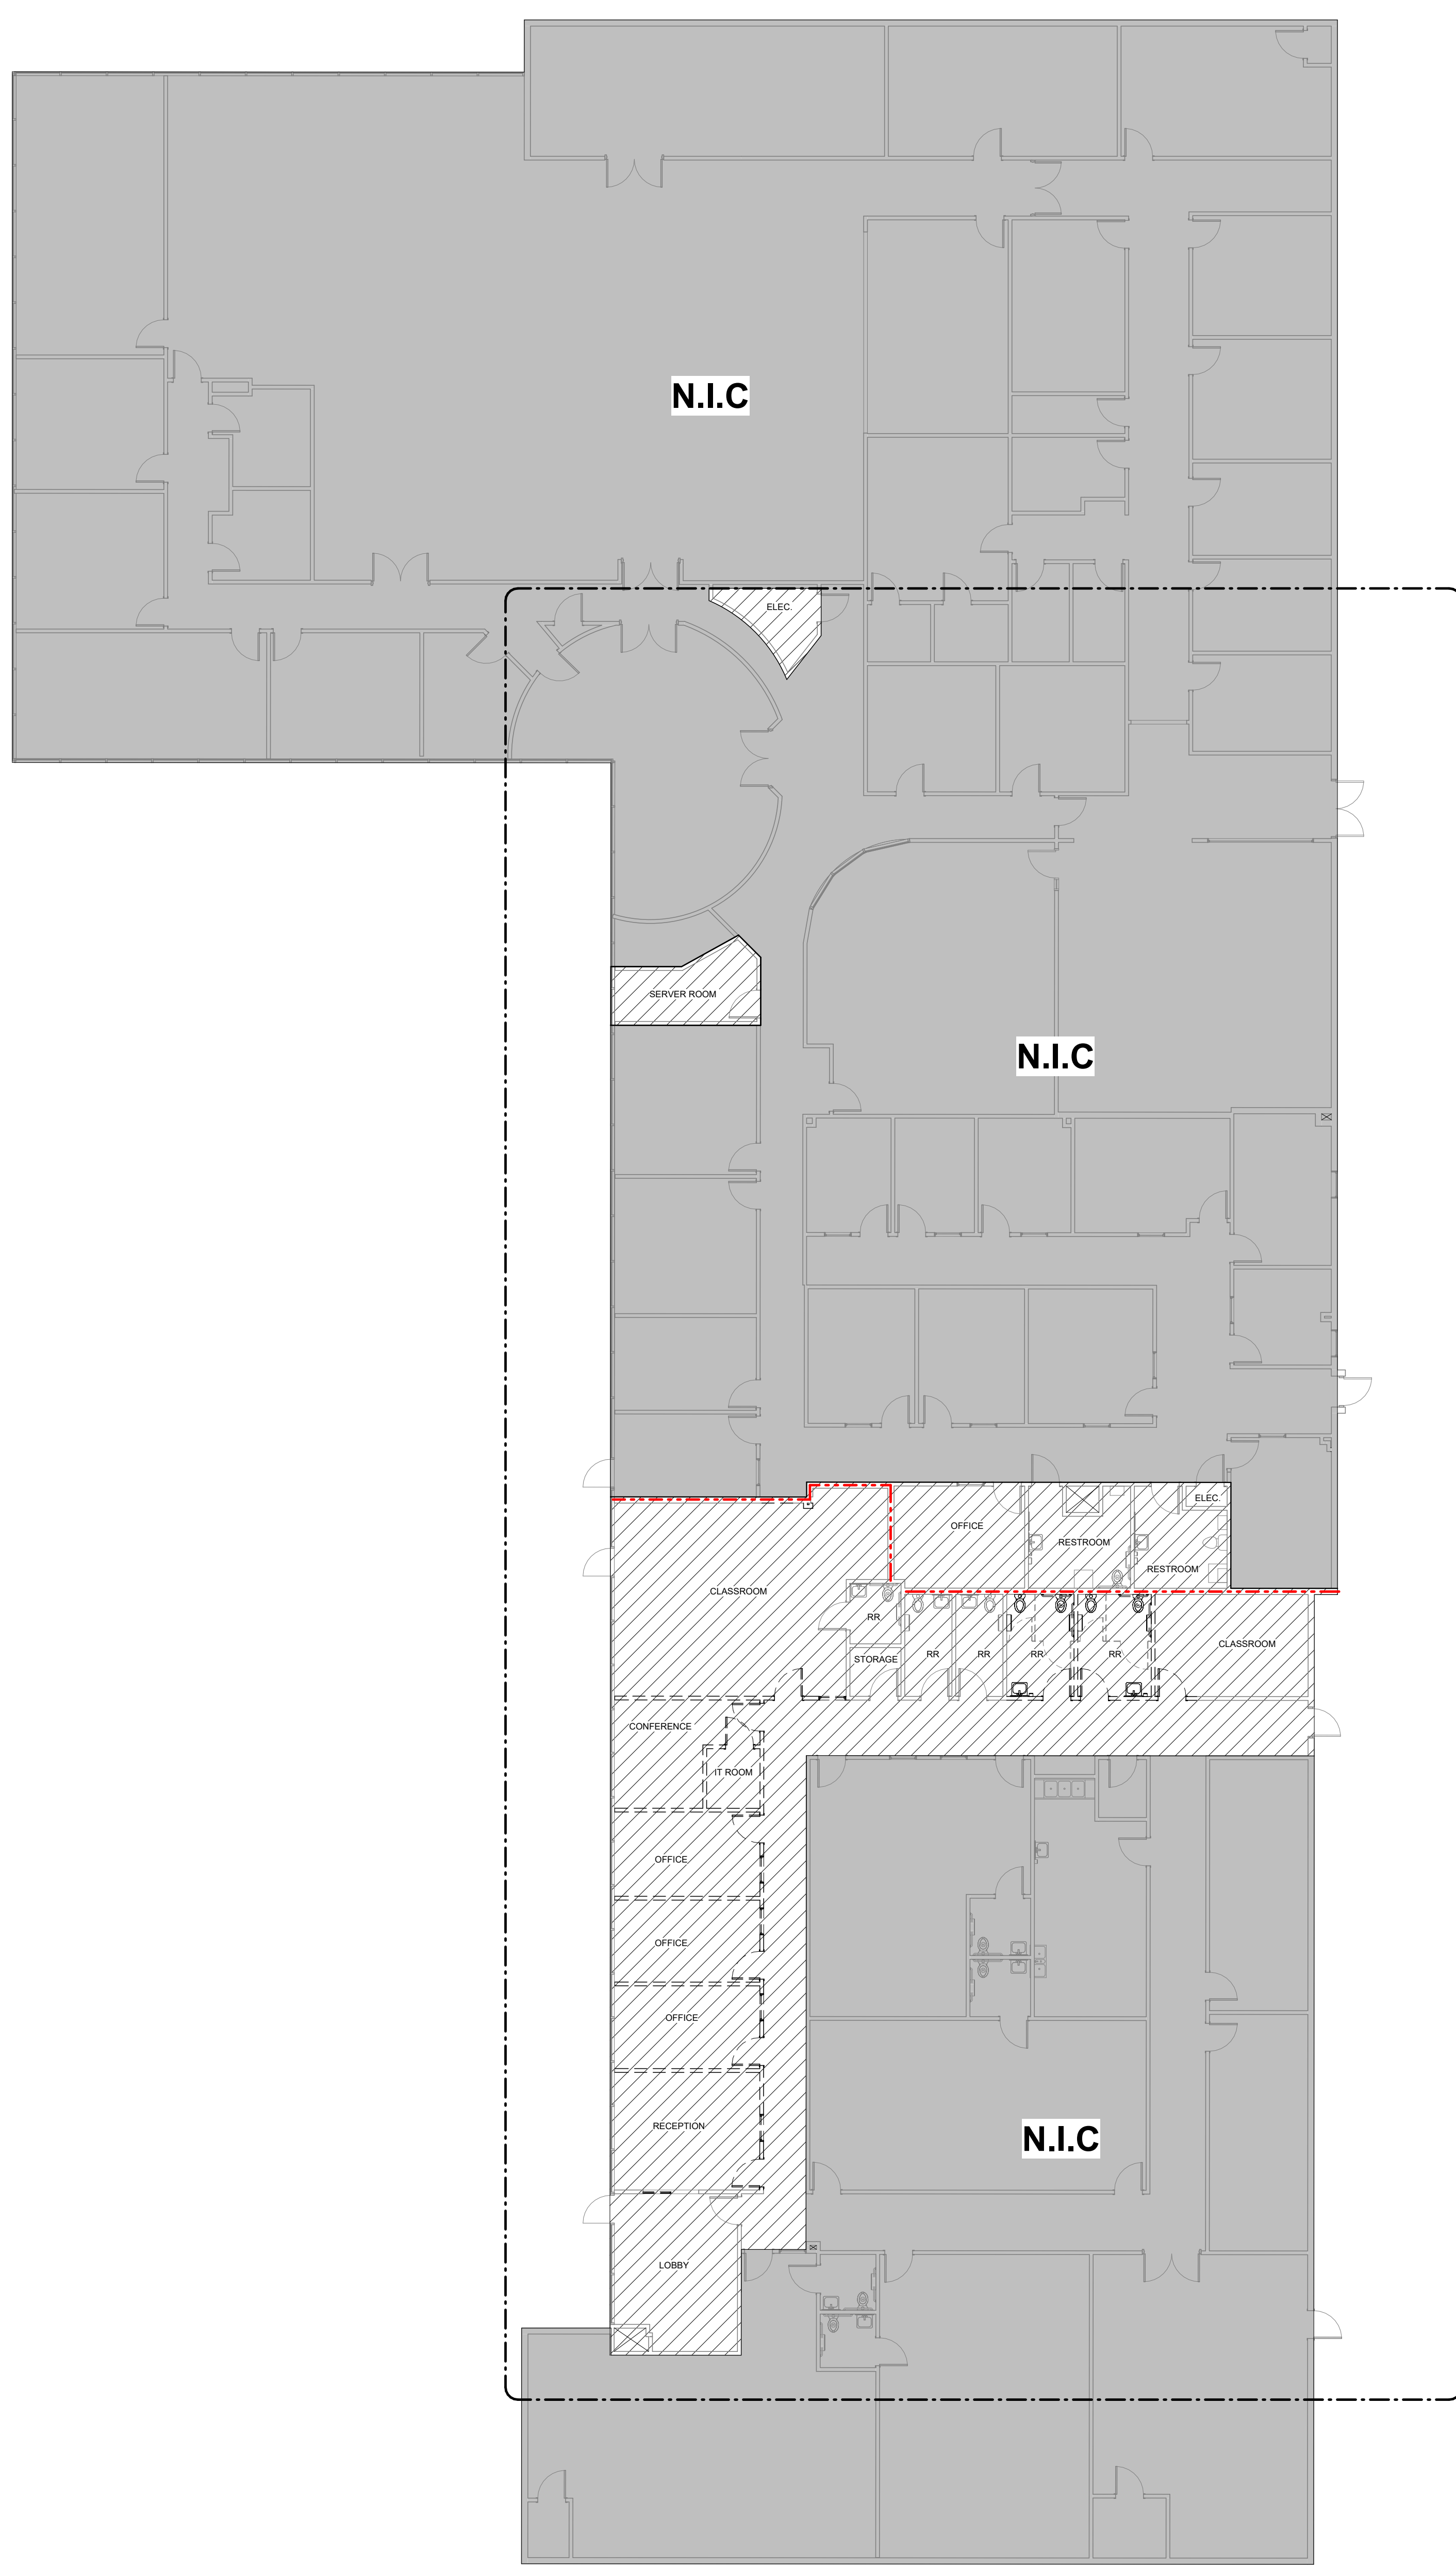 N.I.C
ELEC.
SERVER ROOM
N.I.C
ELEC.
OFFICE
RESTROOM
RESTROOM
CLASSROOM
RR
STORAGE
RR
RR
RR
RR
CLASSROOM
CONFERENCE
IT ROOM
OFFICE
OFFICE
OFFICE
RECEPTION
N.I.C
LOBBY